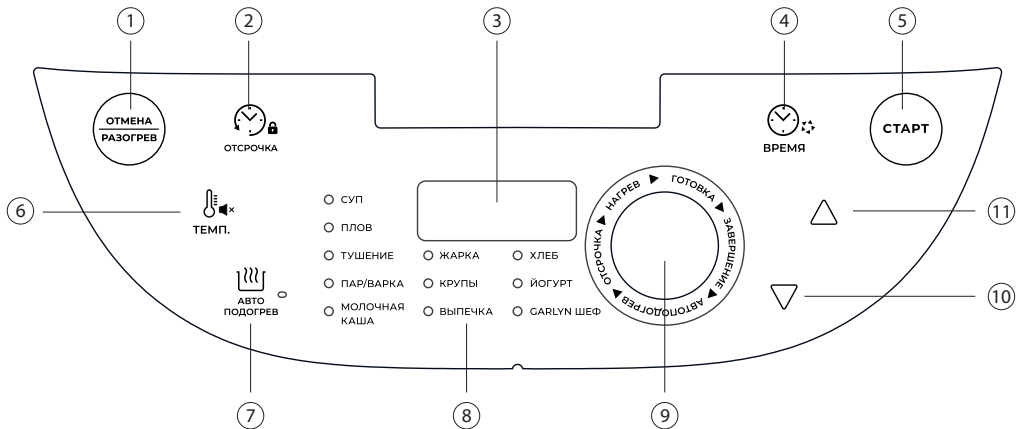 1
2
3
4
5
ОТМЕНА
РАЗОГРЕВ
ОТСРОЧКА
ВРЕМЯ
СТАРТ
6
ТЕМП.
11
НАГРЕВ
ГОТОВКА
ЗАВЕРШЕНИЕ
АВТОПОДОГРЕВ
ОТСРОЧКА
СУП
ПЛОВ
ТУШЕНИЕ
ЖАРКА
ХЛЕБ
ПАР/ВАРКА
КРУПЫ
ЙОГУРТ
МОЛОЧНАЯ
КАША
ВЫПЕЧКА
GARLYN ШЕФ
АВТО
ПОДОГРЕВ
10
7
8
9